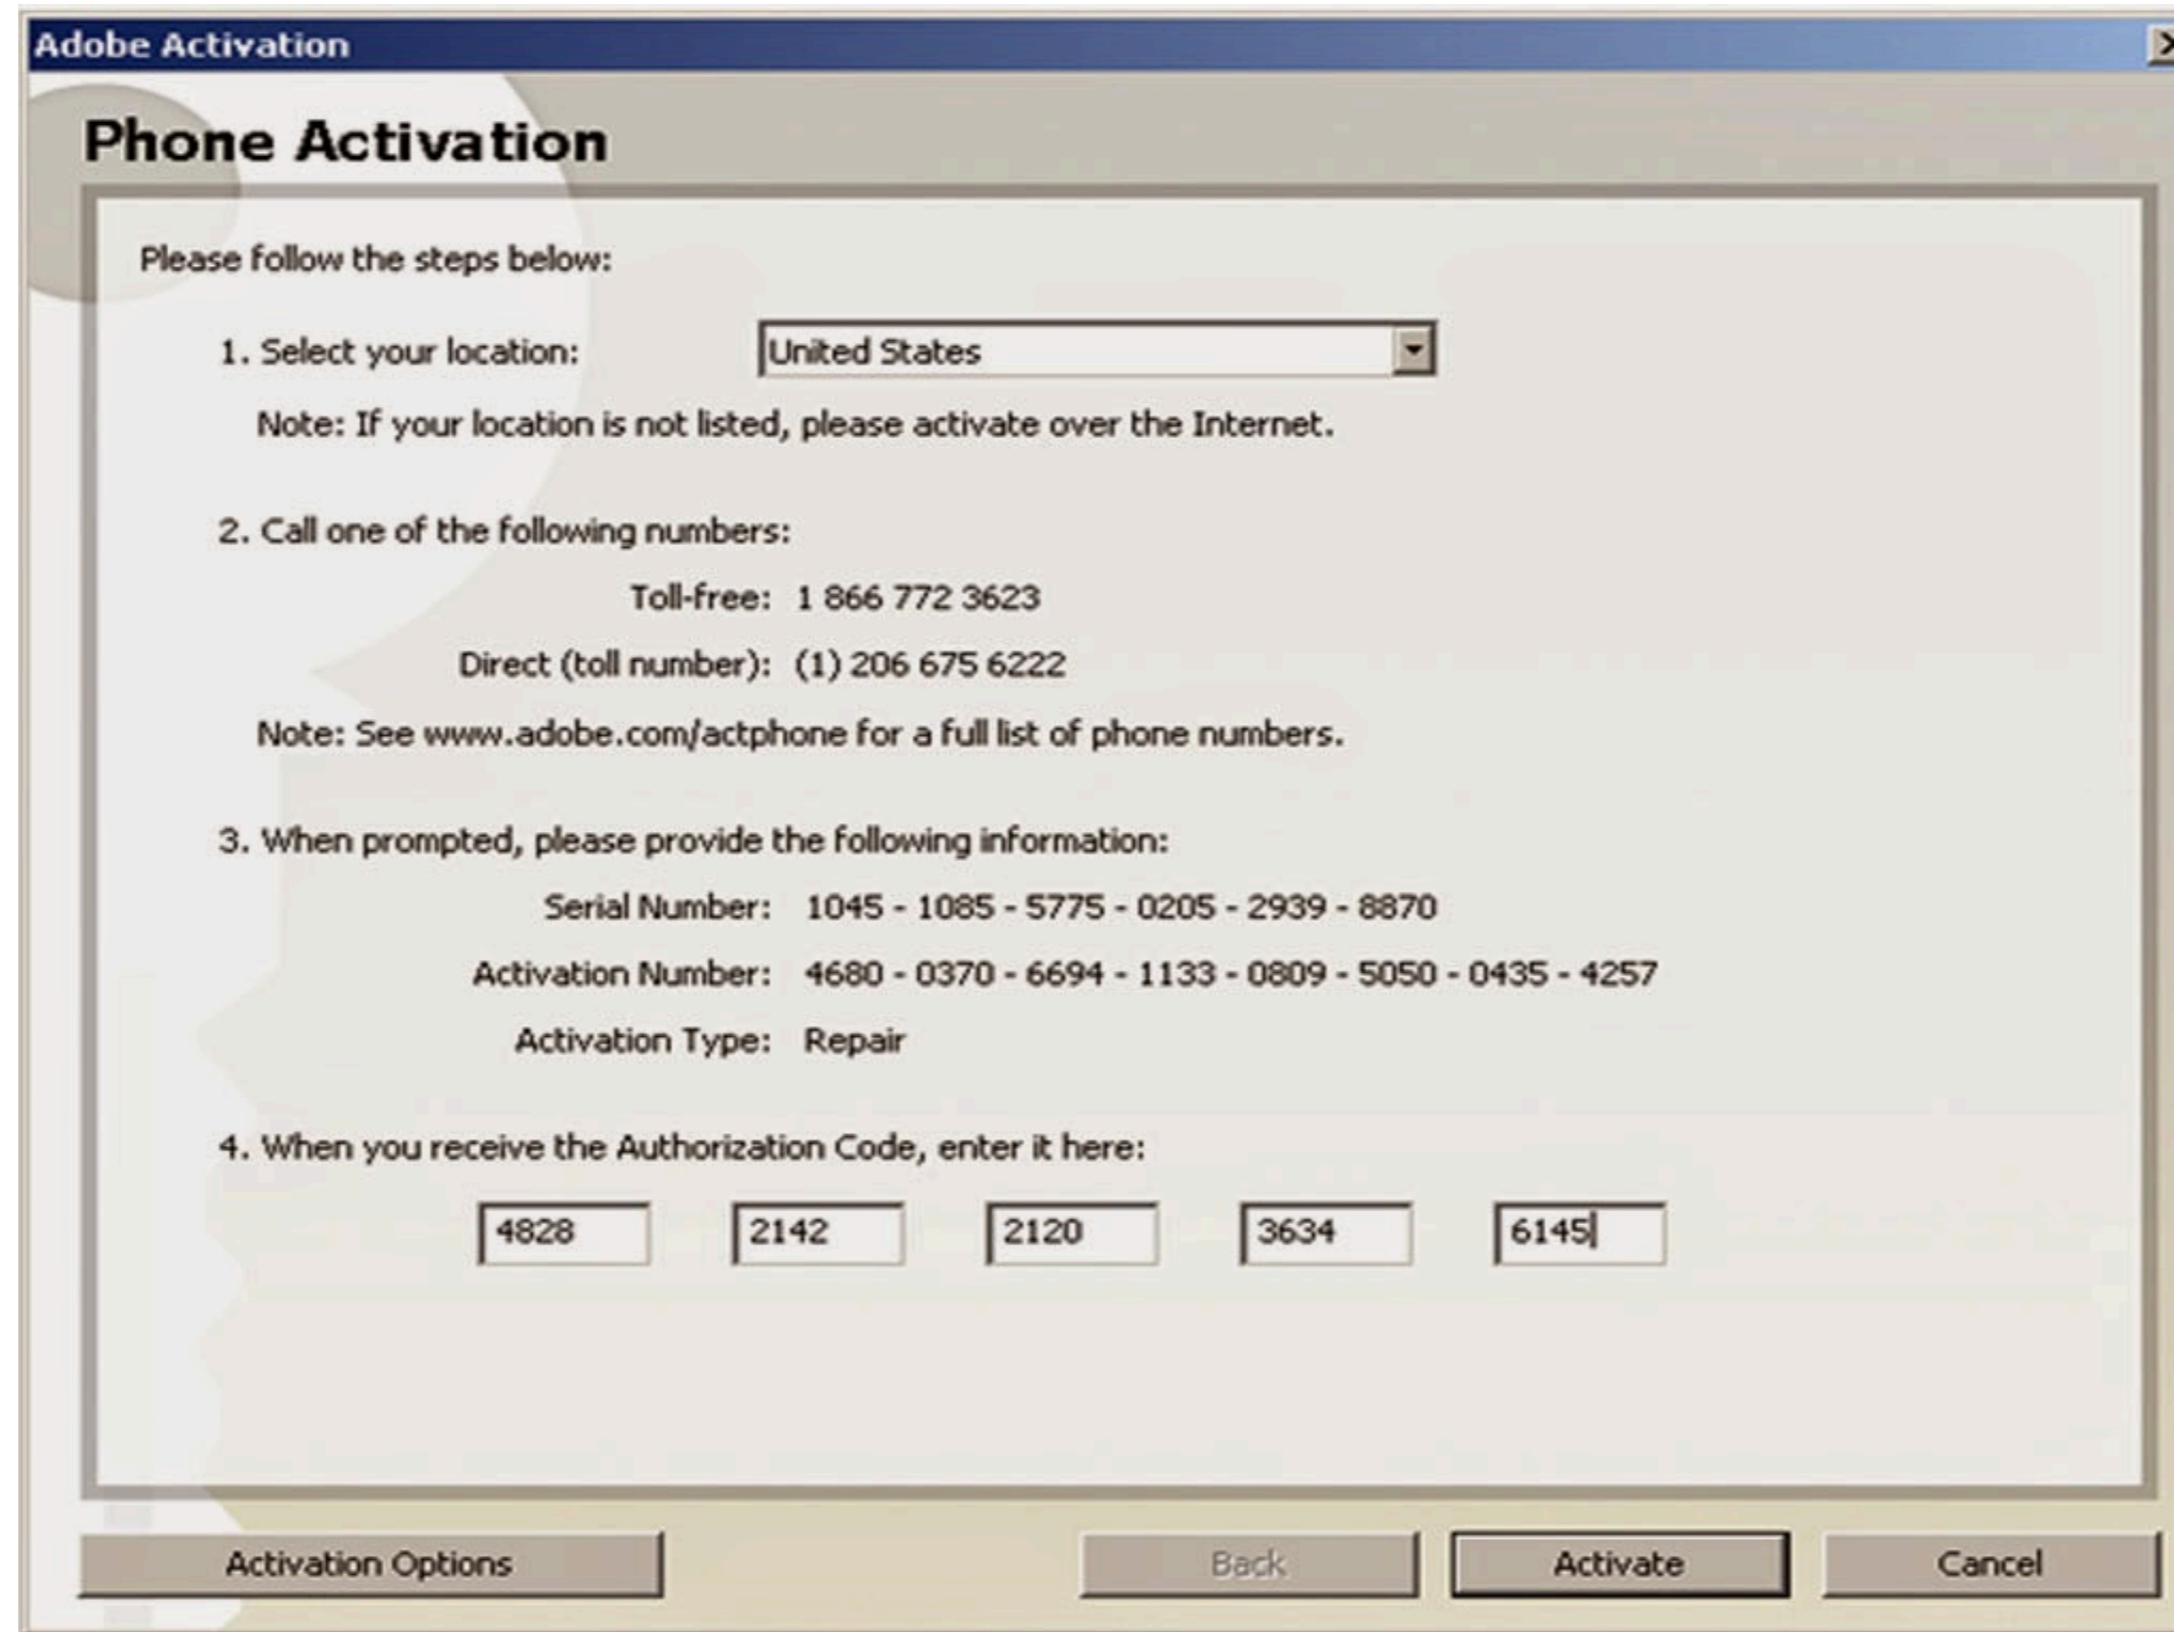 Adobe Activation
Phone Activation
Please follow the steps below:
1. Select your location: United States
Note: If your location is not listed, please activate over the Internet.
2. Call one of the following numbers:
Toll-free: 1 866 772 3623
Direct (toll number): (1) 206 675 6222
Note: See www.adobe.com/actphone for a full list of phone numbers.
3. When prompted, please provide the following information:
Serial Number: 1045 - 1085 - 5775 - 0205 - 2939 - 8870
Activation Number: 4680 - 0370 - 6694 - 1133 - 0809 - 5050 - 0435 - 4257
Activation Type: Repair
4. When you receive the Authorization Code, enter it here:
4828 2142 2120 3634 6145
Activation Options Back Activate Cancel